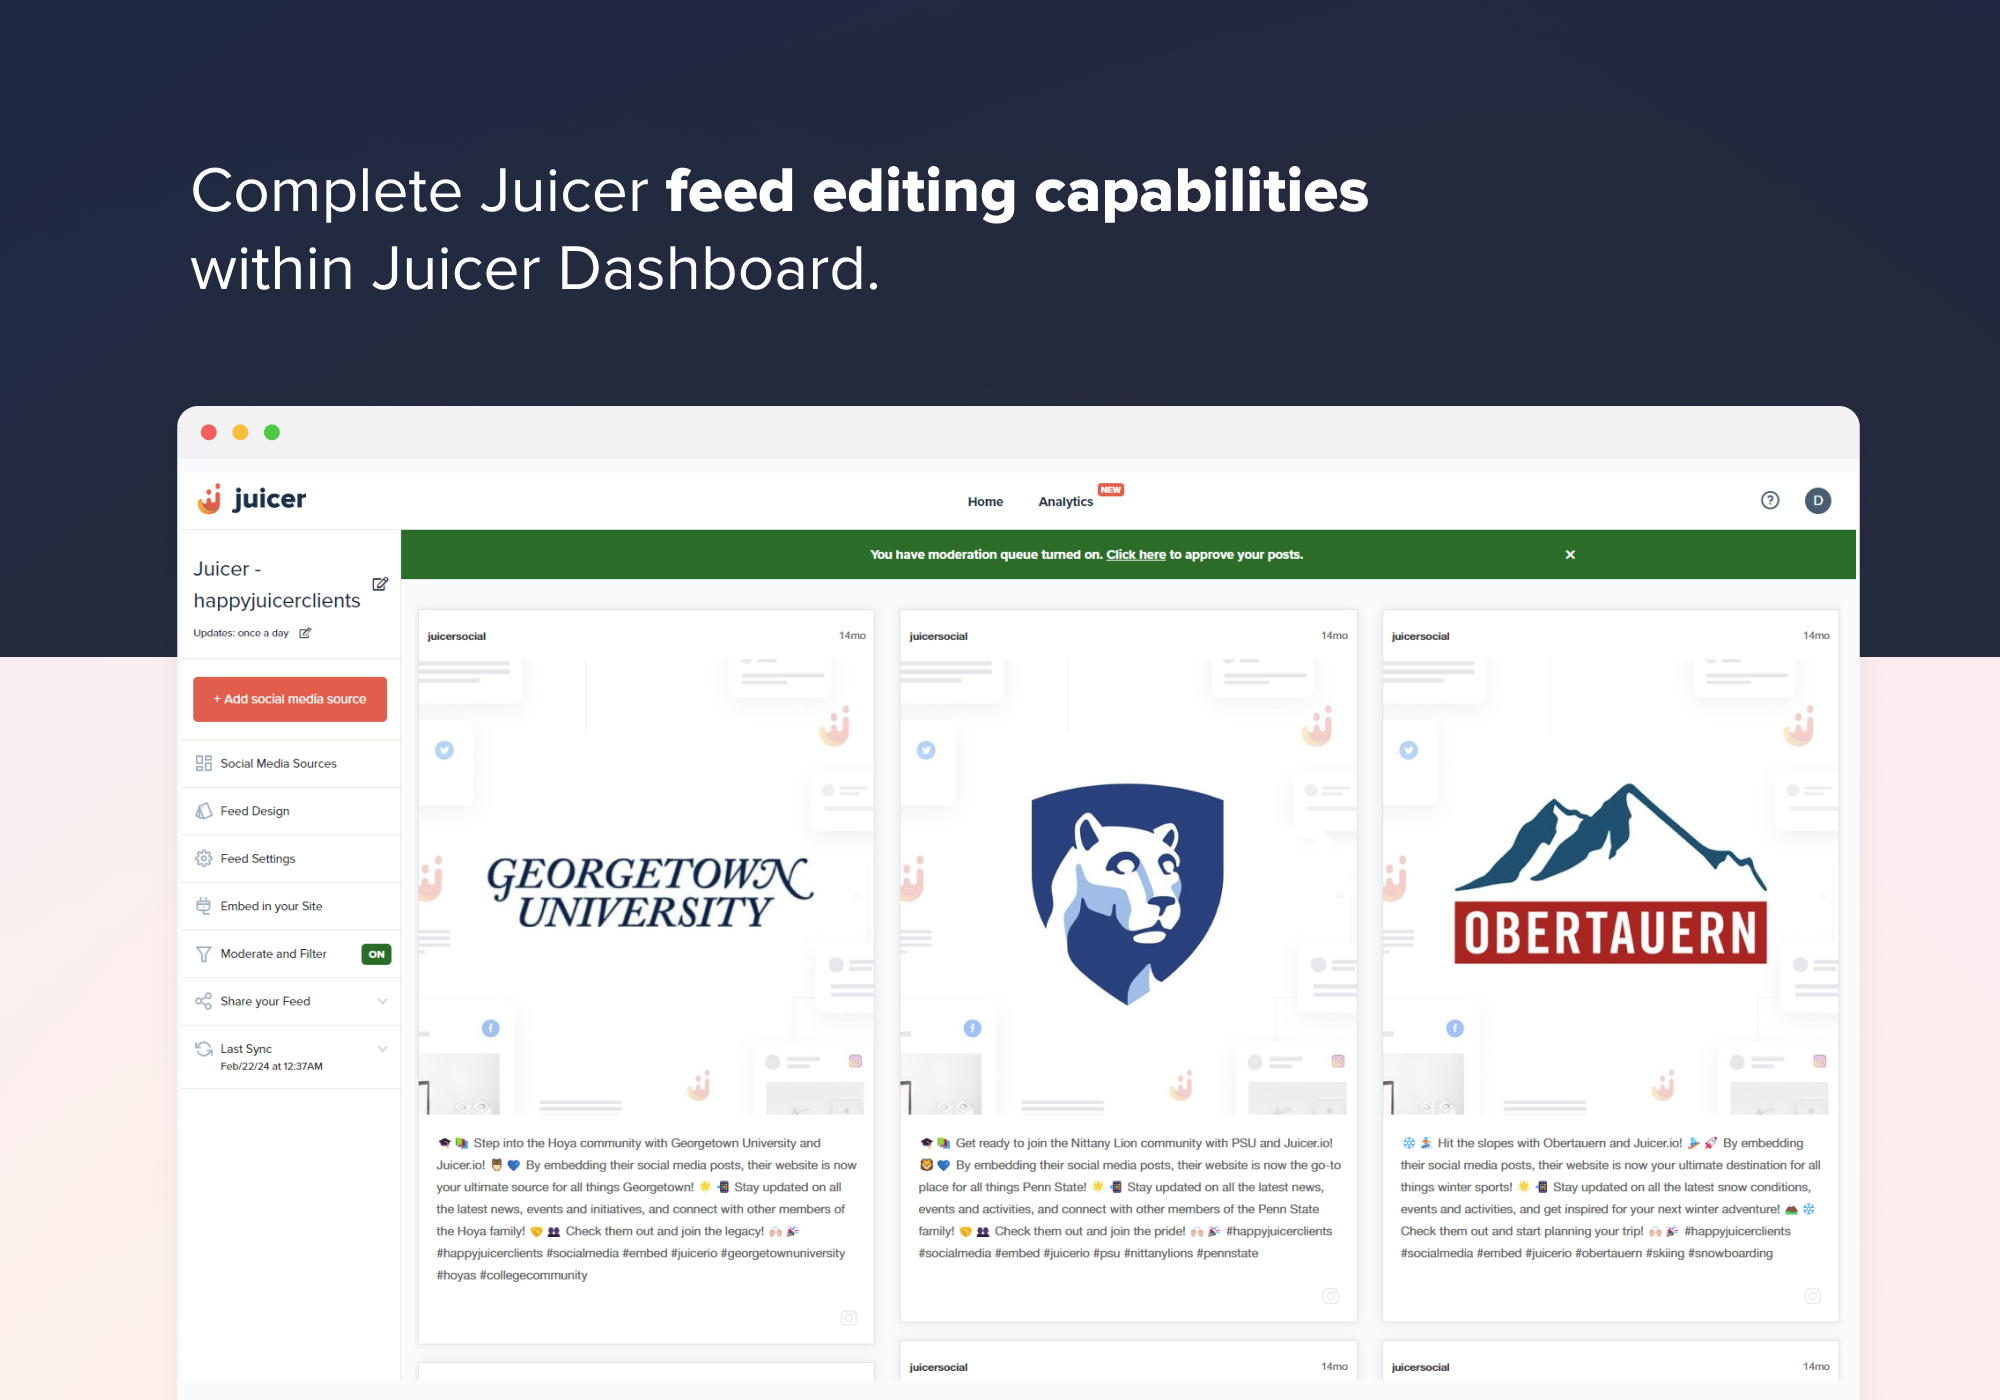 Complete Juicer feed editing capabilities
within Juicer Dashboard.
juicer
Home
Analytics
NEW
D
Juicer -
happyjuicerclients
Updates: once a day
You have moderation queue turned on. Click here to approve your posts.
+ Add social media source
Social Media Sources
Feed Design
Feed Settings
Embed in your Site
Moderate and Filter
ON
Share your Feed
Last Sync
Feb/22/24 at 12:37AM
juicersocial
14mo
GEORGETOWN
UNIVERSITY
🎓 📚 Step into the Hoya community with Georgetown University and
Juicer.io! 🦉 💙 By embedding their social media posts, their website is now
your ultimate source for all things Georgetown! 🌟 📲 Stay updated on all
the latest news, events and initiatives, and connect with other members of
the Hoya family! 🤝 👥 Check them out and join the legacy! 🙌🏻 🎉
#happyjuicerclients #socialmedia #embed #juicerio #georgetownuniversity
#hoyas #collegecommunity
juicersocial
14mo
🎓 📚 Get ready to join the Nittany Lion community with PSU and Juicer.io!
🦁 💙 By embedding their social media posts, their website is now the go-to
place for all things Penn State! 🌟 📲 Stay updated on all the latest news,
events and activities, and connect with other members of the Penn State
family! 🤝 👥 Check them out and join the pride! 🙌🏻 🎉 #happyjuicerclients
#socialmedia #embed #juicerio #psu #nittanylions #pennstate
juicersocial
14mo
OBERTAUERN
❄️ ⛷ Hit the slopes with Obertauern and Juicer.io! 🏂 🚀 By embedding
their social media posts, their website is now your ultimate destination for all
things winter sports! 🌟 📲 Stay updated on all the latest snow conditions,
events and activities, and get inspired for your next winter adventure! 🏔 ❄️
Check them out and start planning your trip! 🙌🏻 🎉 #happyjuicerclients
#socialmedia #embed #juicerio #obertauern #skiing #snowboarding
juicersocial
14mo
juicersocial
14mo